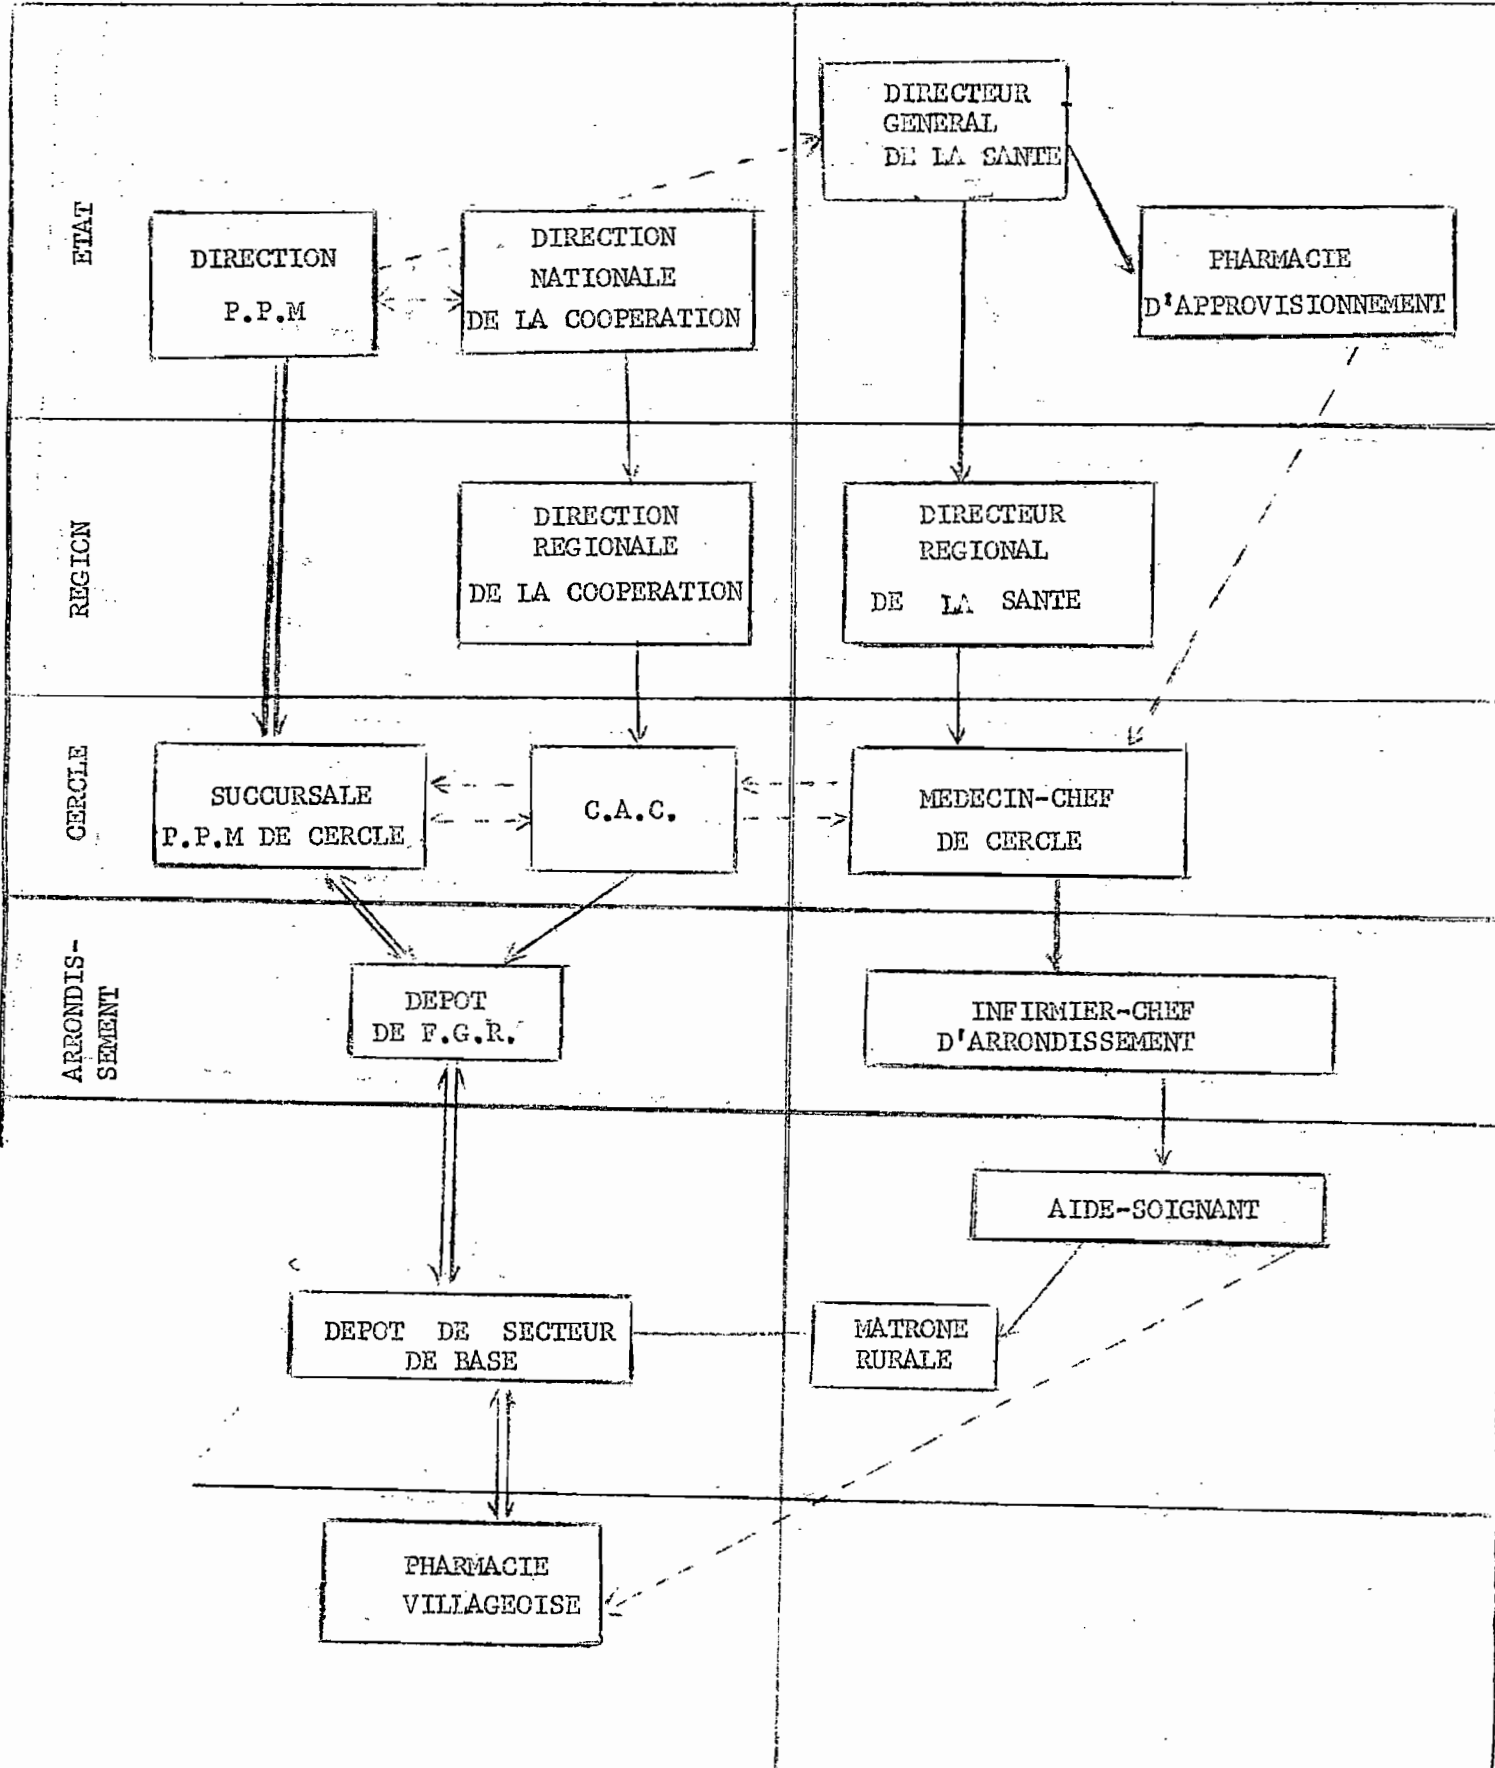 ETAT
DIRECTION
P.P.M
DIRECTION
NATIONALE
DE LA COOPERATION
DIRECTEUR
GENERAL
DE LA SANTE
PHARMACIE
D'APPROVISIONNEMENT
REGION
DIRECTION
REGIONALE
DE LA COOPERATION
DIRECTEUR
REGIONAL
DE LA SANTE
CERCLE
SUCCURSALE
P.P.M DE CERCLE
C.A.C.
MEDECIN-CHEF
DE CERCLE
ARRONDIS-
SEMENT
DEPOT
DE F.G.R.
INFIRMIER-CHEF
D'ARRONDISSEMENT
AIDE-SOIGNANT
DEPOT DE SECTEUR
DE BASE
MATRONE
RURALE
PHARMACIE
VILLAGEOISE